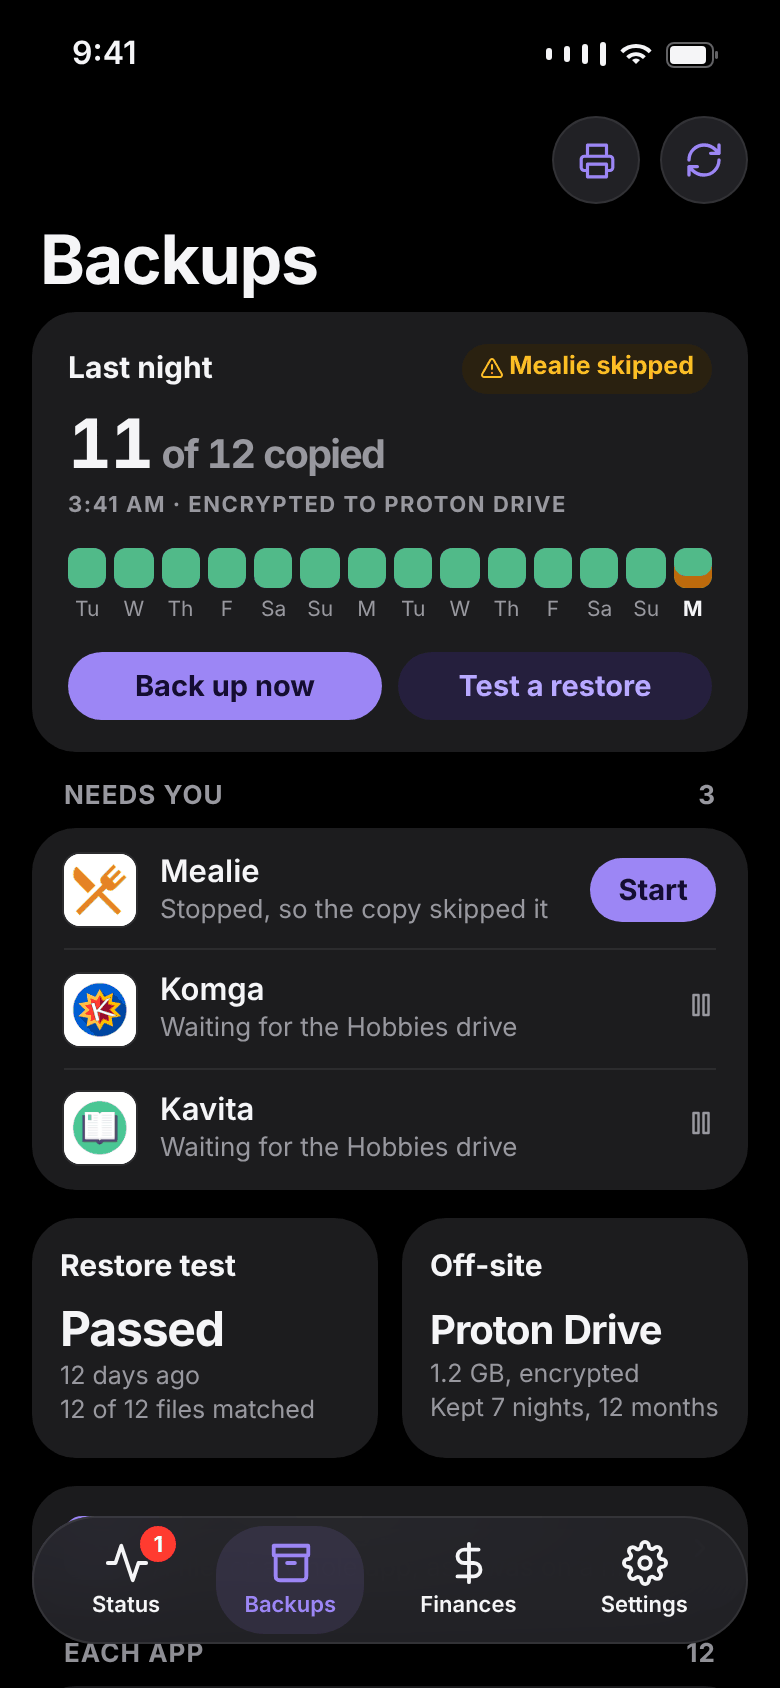 9:41
Backups
Last night
Mealie skipped
11 of 12 copied
3:41 AM · ENCRYPTED TO PROTON DRIVE
Tu W Th F Sa Su M Tu W Th F Sa Su M
Back up now
Test a restore
NEEDS YOU
3
Mealie
Stopped, so the copy skipped it
Start
Komga
Waiting for the Hobbies drive
Kavita
Waiting for the Hobbies drive
Restore test
Passed
12 days ago
12 of 12 files matched
Off-site
Proton Drive
1.2 GB, encrypted
Kept 7 nights, 12 months
1
Status
Backups
Finances
Settings
EACH APP
12